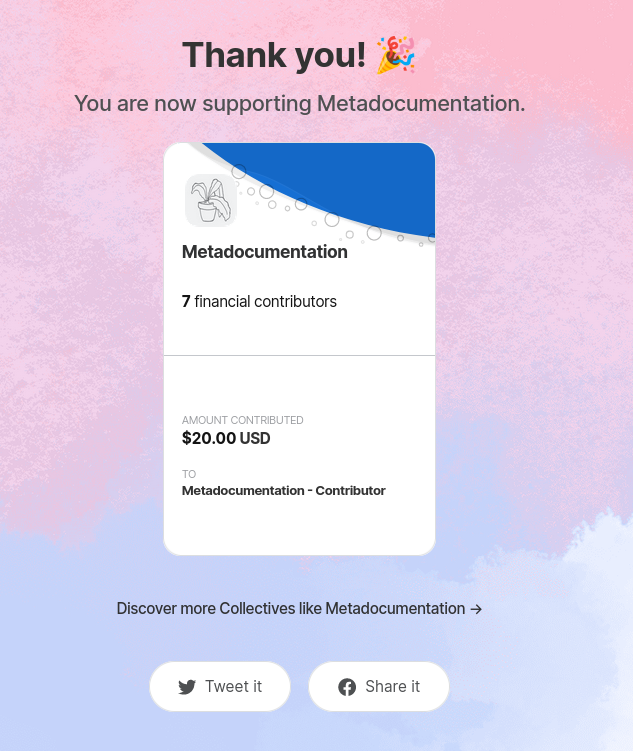 Thank you! 🎉
You are now supporting Metadocumentation.
Metadocumentation
7 financial contributors
AMOUNT CONTRIBUTED
$20.00 USD
TO
Metadocumentation - Contributor
Discover more Collectives like Metadocumentation →
Tweet it
Share it